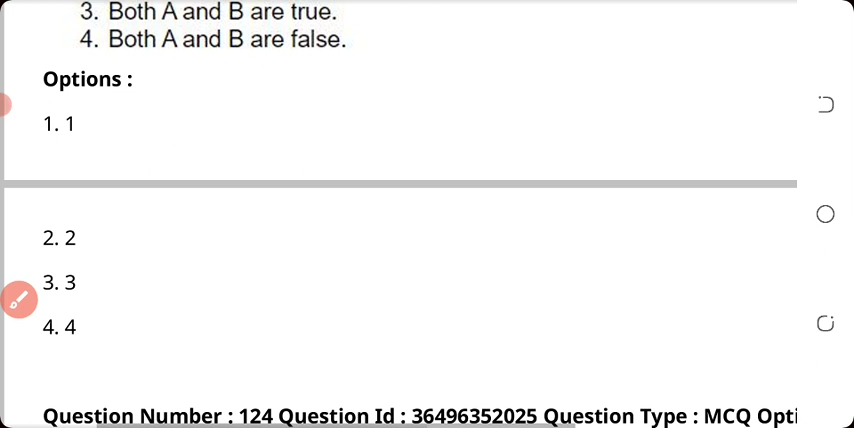 3. Both A and B are true.
4. Both A and B are false.
Options :
1. 1
2. 2
3. 3
4. 4
Question Number : 124 Question Id : 36496352025 Question Type : MCQ Opti